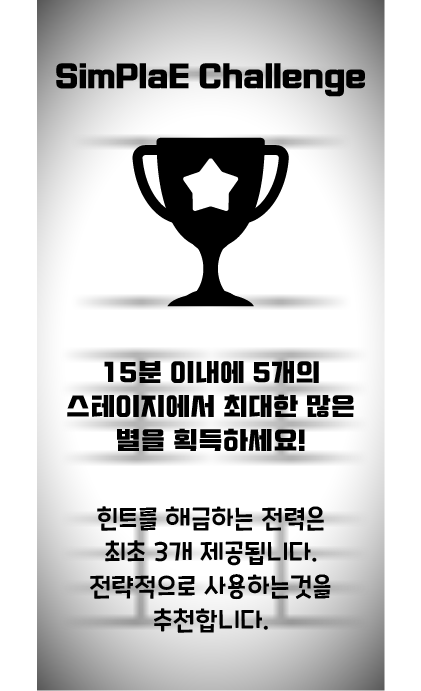 SimPlaE Challenge
15분 이내에 5개의
스테이지에서 최대한 많은
별을 획득하세요!
힌트를 해금하는 전력은
최초 3개 제공됩니다.
전략적으로 사용하는것을
추천합니다.